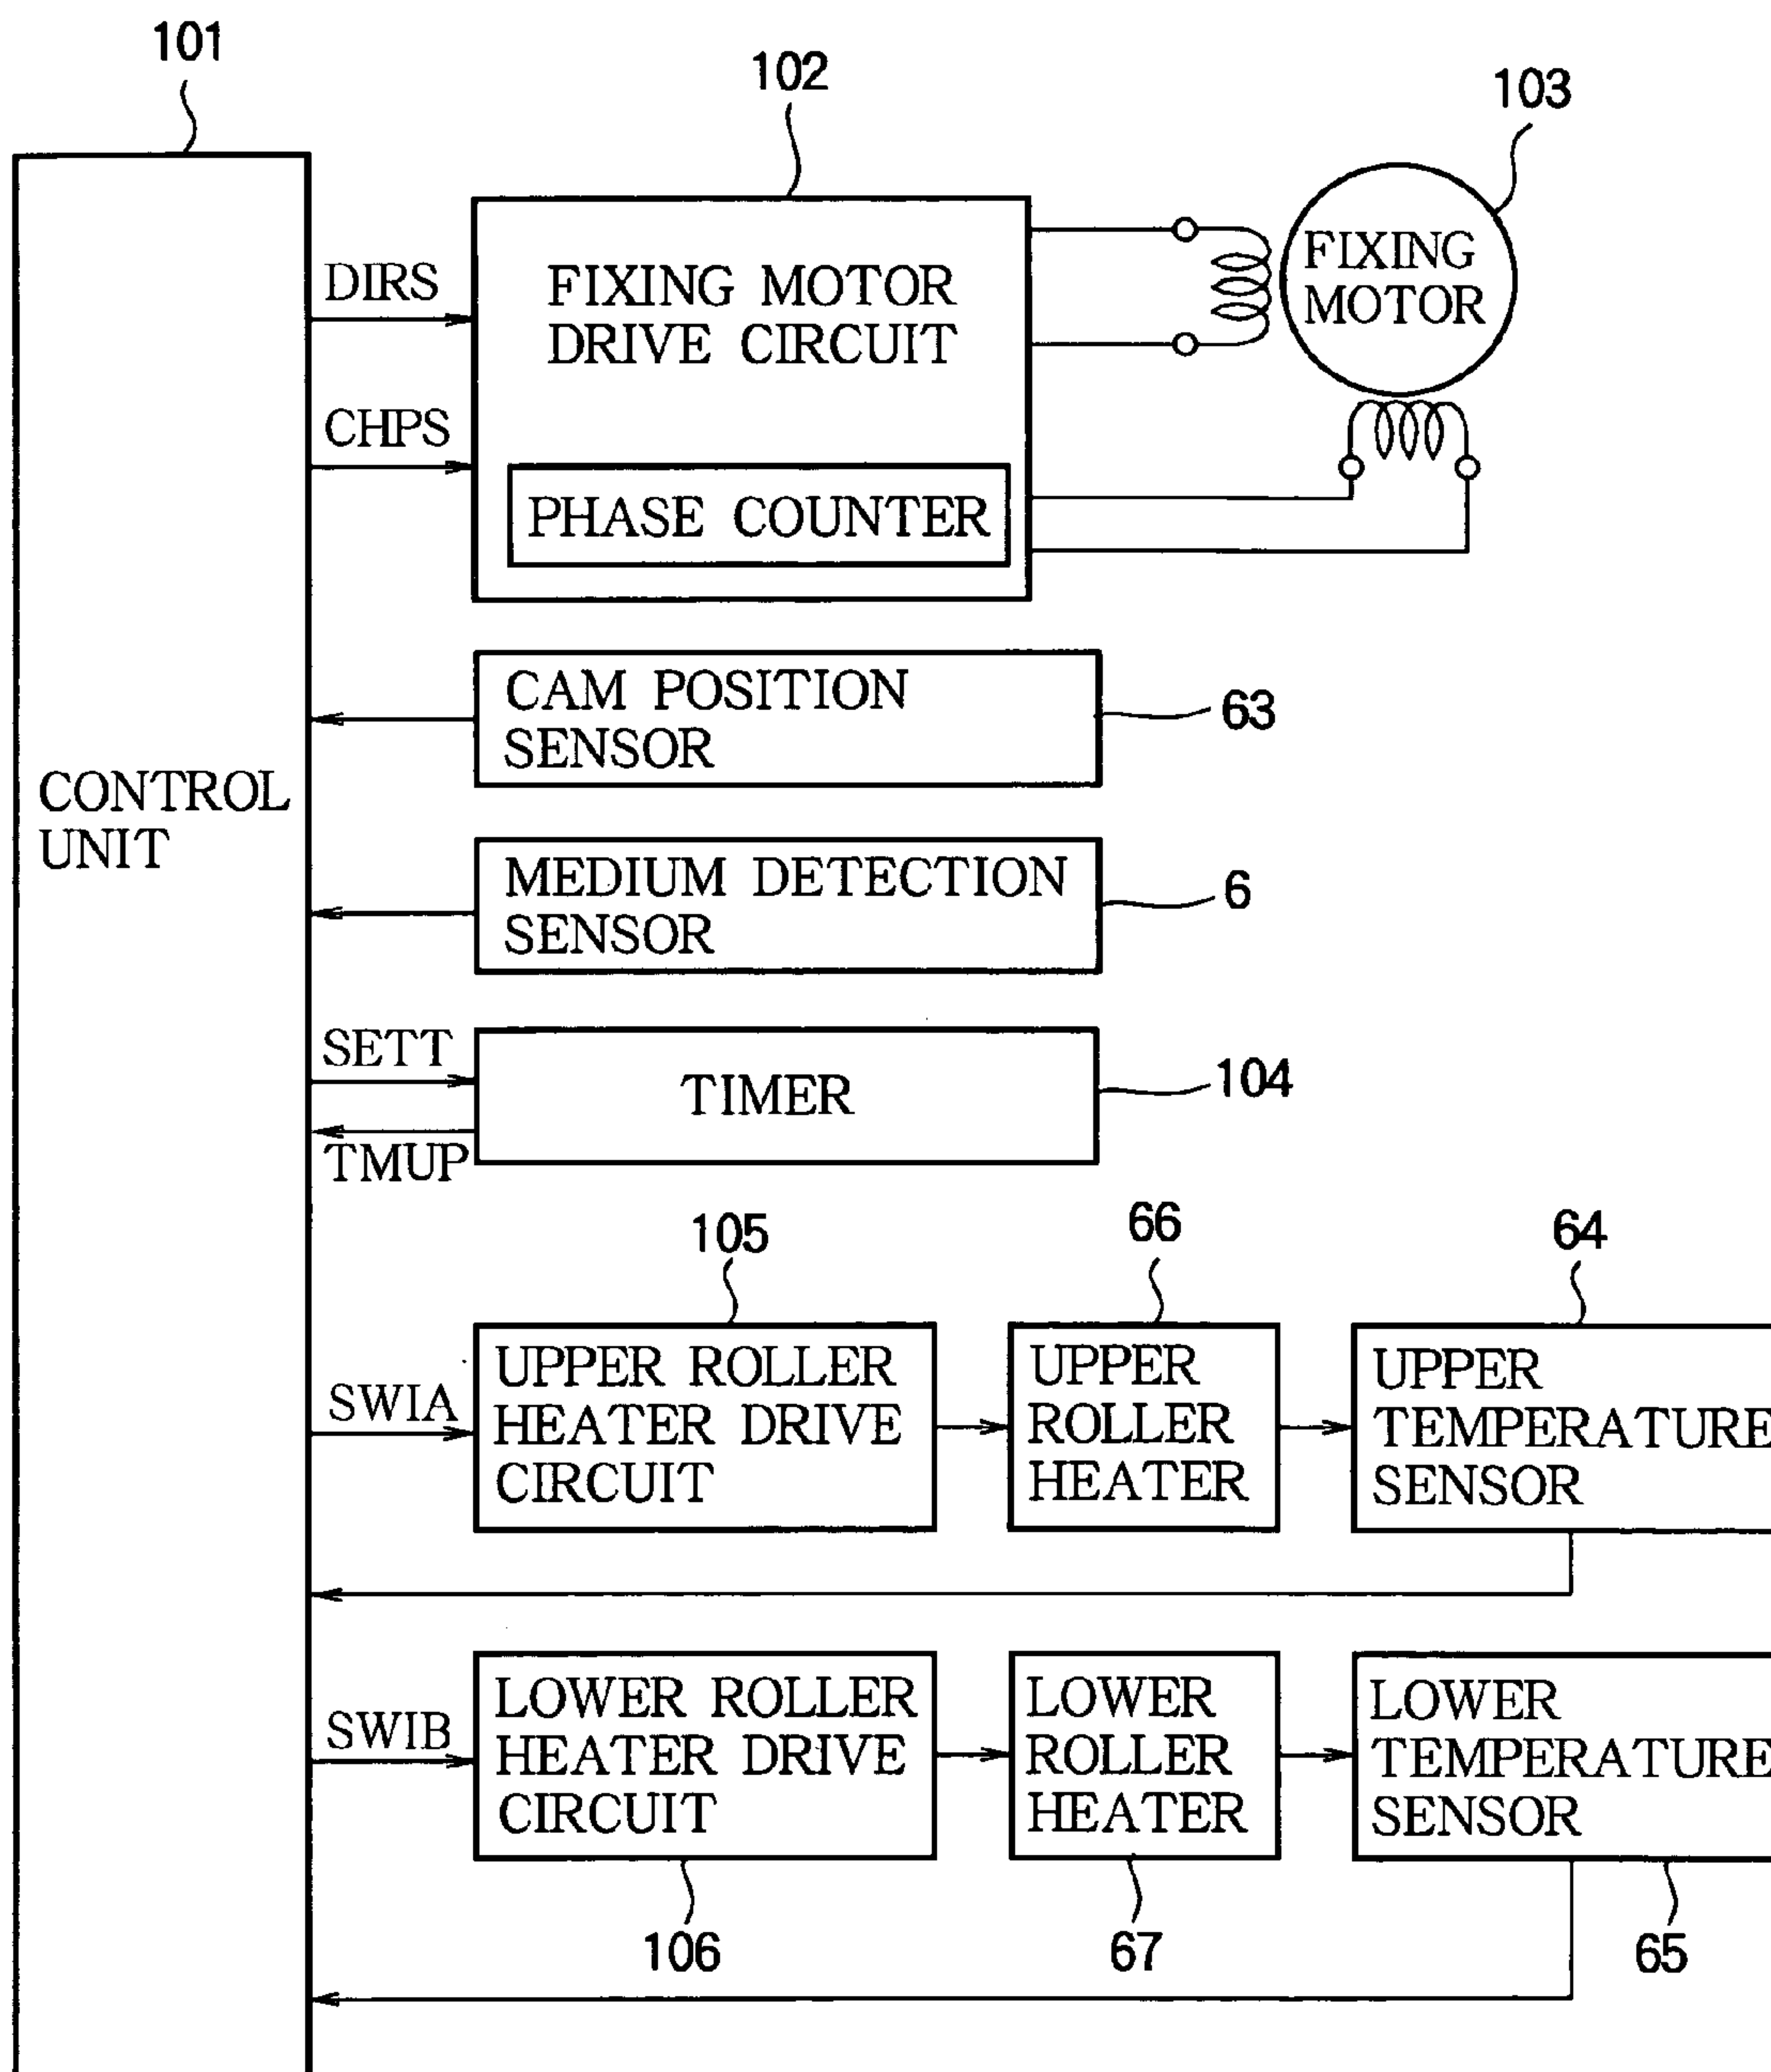 101
102
103
DIRS
FIXING MOTOR
DRIVE CIRCUIT
FIXING
MOTOR
CHPS
PHASE COUNTER
CAM POSITION
SENSOR
63
CONTROL
UNIT
MEDIUM DETECTION
SENSOR
6
SETT
TIMER
104
TMUP
105
66
64
SWIA
UPPER ROLLER
HEATER DRIVE
CIRCUIT
UPPER
ROLLER
HEATER
UPPER
TEMPERATURE
SENSOR
SWIB
LOWER ROLLER
HEATER DRIVE
CIRCUIT
LOWER
ROLLER
HEATER
LOWER
TEMPERATURE
SENSOR
106
67
65